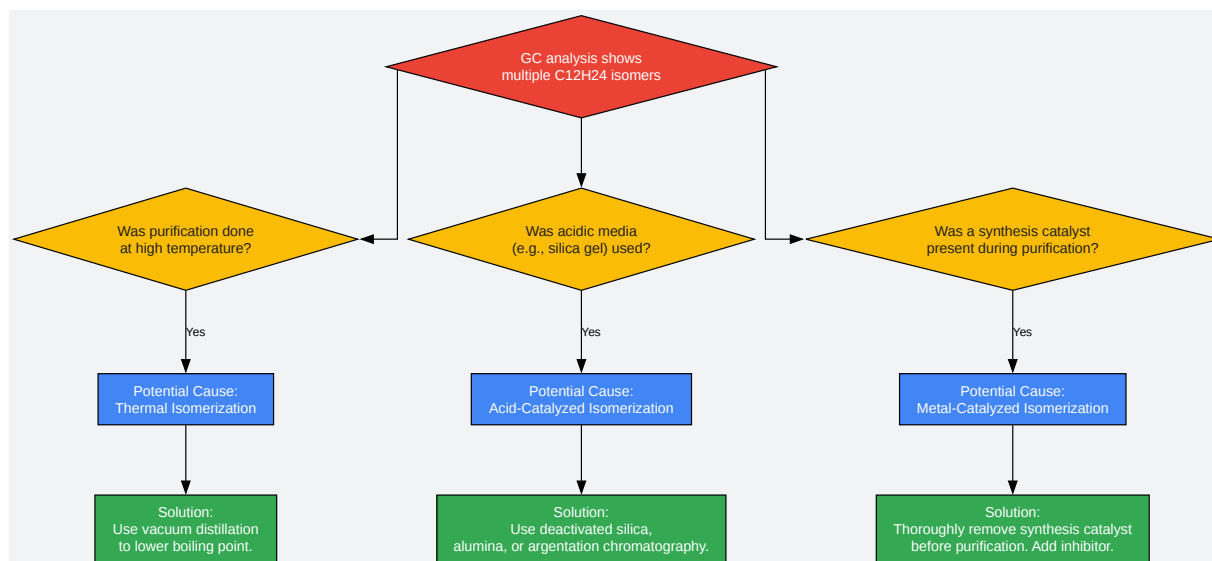 GC analysis shows
multiple C12H24 isomers
Was purification done
at high temperature?
Was acidic media
(e.g., silica gel) used?
Was a synthesis catalyst
present during purification?
Yes
Yes
Yes
Potential Cause:
Thermal Isomerization
Potential Cause:
Acid-Catalyzed Isomerization
Potential Cause:
Metal-Catalyzed Isomerization
Solution:
Use vacuum distillation
to lower boiling point.
Solution:
Use deactivated silica,
alumina, or argentation chromatography.
Solution:
Thoroughly remove synthesis catalyst
before purification. Add inhibitor.